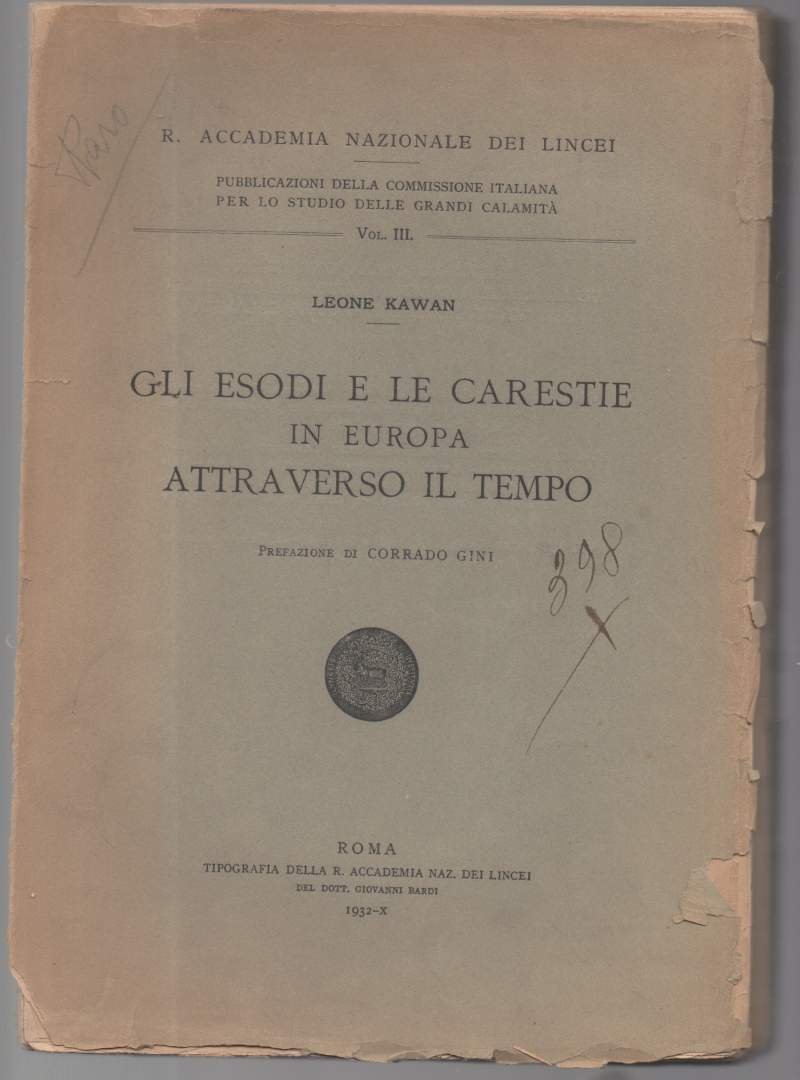 Raro
R. ACCADEMIA NAZIONALE DEI LINCEI
PUBBLICAZIONI DELLA COMMISSIONE ITALIANA
PER LO STUDIO DELLE GRANDI CALAMITÀ
VOL. III.
LEONE KAWAN
GLI ESODI E LE CARESTIE
IN EUROPA
ATTRAVERSO IL TEMPO
PREFAZIONE DI CORRADO GINI
398
X
ROMA
TIPOGRAFIA DELLA R. ACCADEMIA NAZ. DEI LINCEI
DEL DOTT. GIOVANNI BARDI
1932-X